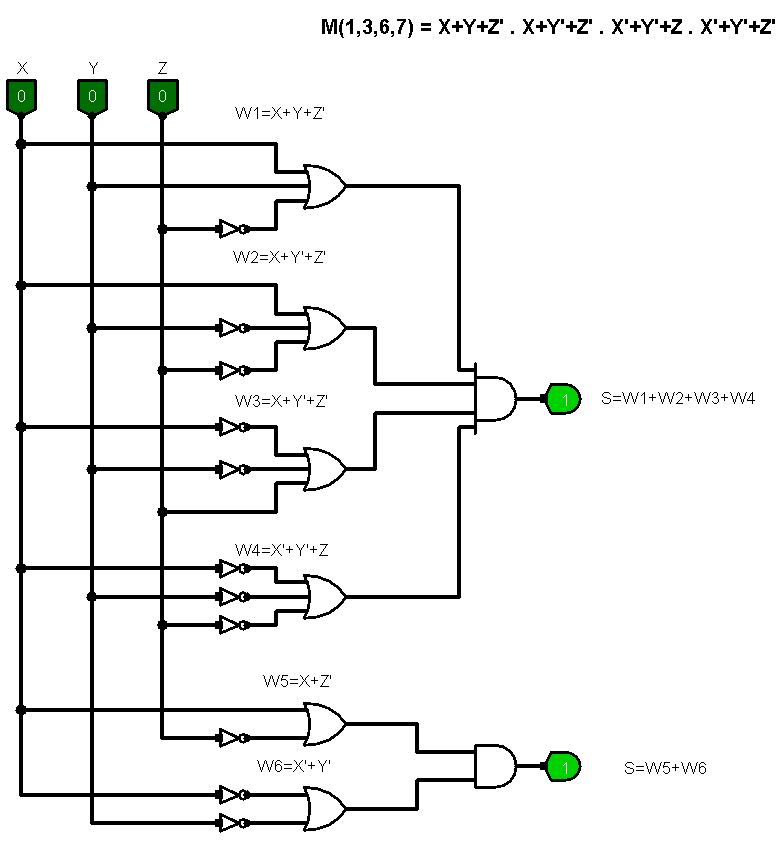 M(1,3,6,7) = X+Y+Z' . X+Y'+Z' . X'+Y'+Z . X'+Y'+Z'
X Y Z
0 0 0
W1=X+Y+Z'
W2=X+Y'+Z'
W3=X+Y'+Z'
1 S=W1+W2+W3+W4
W4=X'+Y'+Z
W5=X+Z'
W6=X'+Y'
1 S=W5+W6